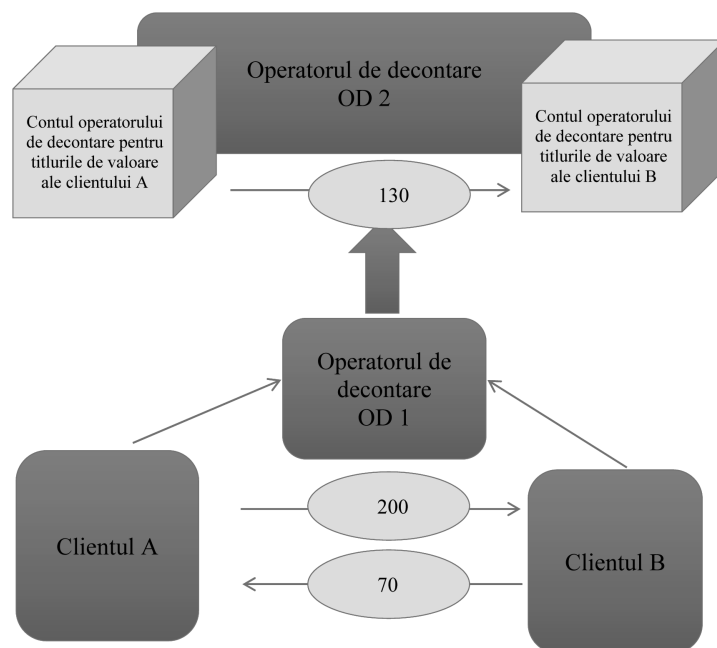 Operatorul de decontare
OD 2
Contul operatorului
de decontare pentru
titlurile de valoare
ale clientului A
Contul operatorului
de decontare pentru
titlurile de valoare
ale clientului B
130
Operatorul de
decontare
OD 1
200
Clientul A
Clientul B
70